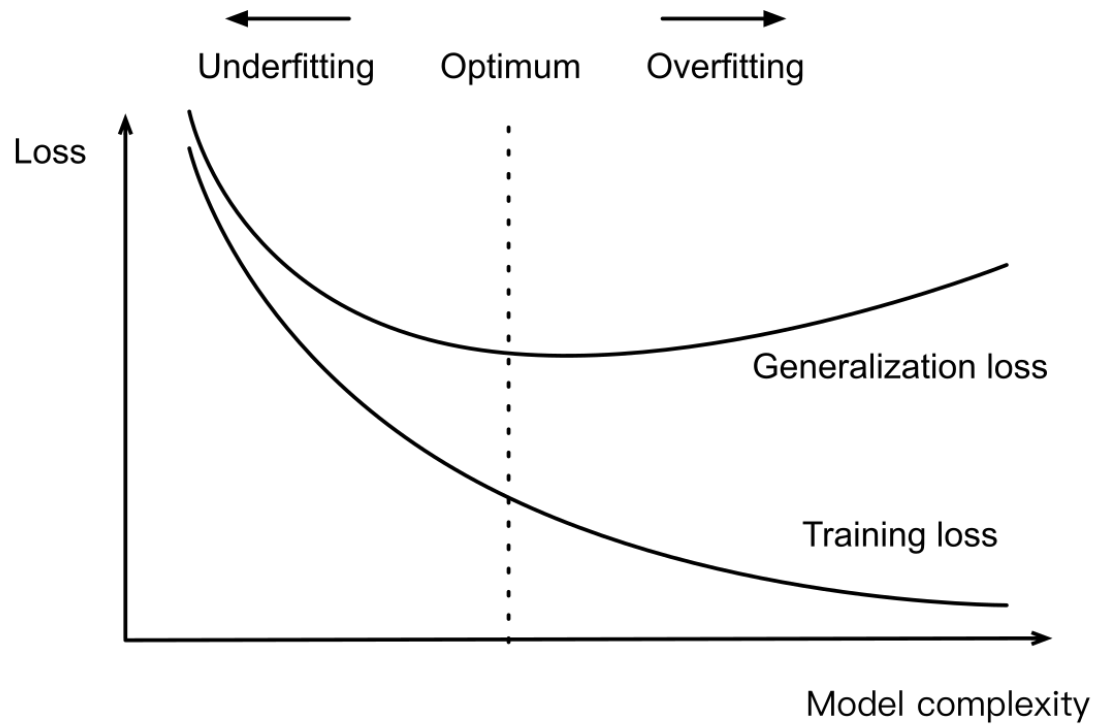 Underfitting Optimum Overfitting
Loss
Generalization loss
Training loss
Model complexity